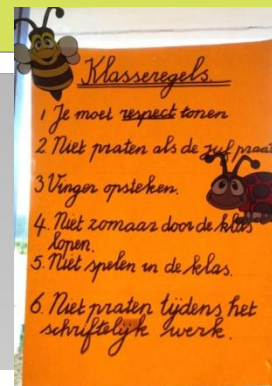 Klasseregels.
1 Je moet respect tonen
2. Niet praten als de juf praat
3 Vinger opsteken.
4. Niet zomaar door de klas
lopen.
5. Niet spelen in de klas.
6. Niet praten tijdens het
schriftelijk werk.